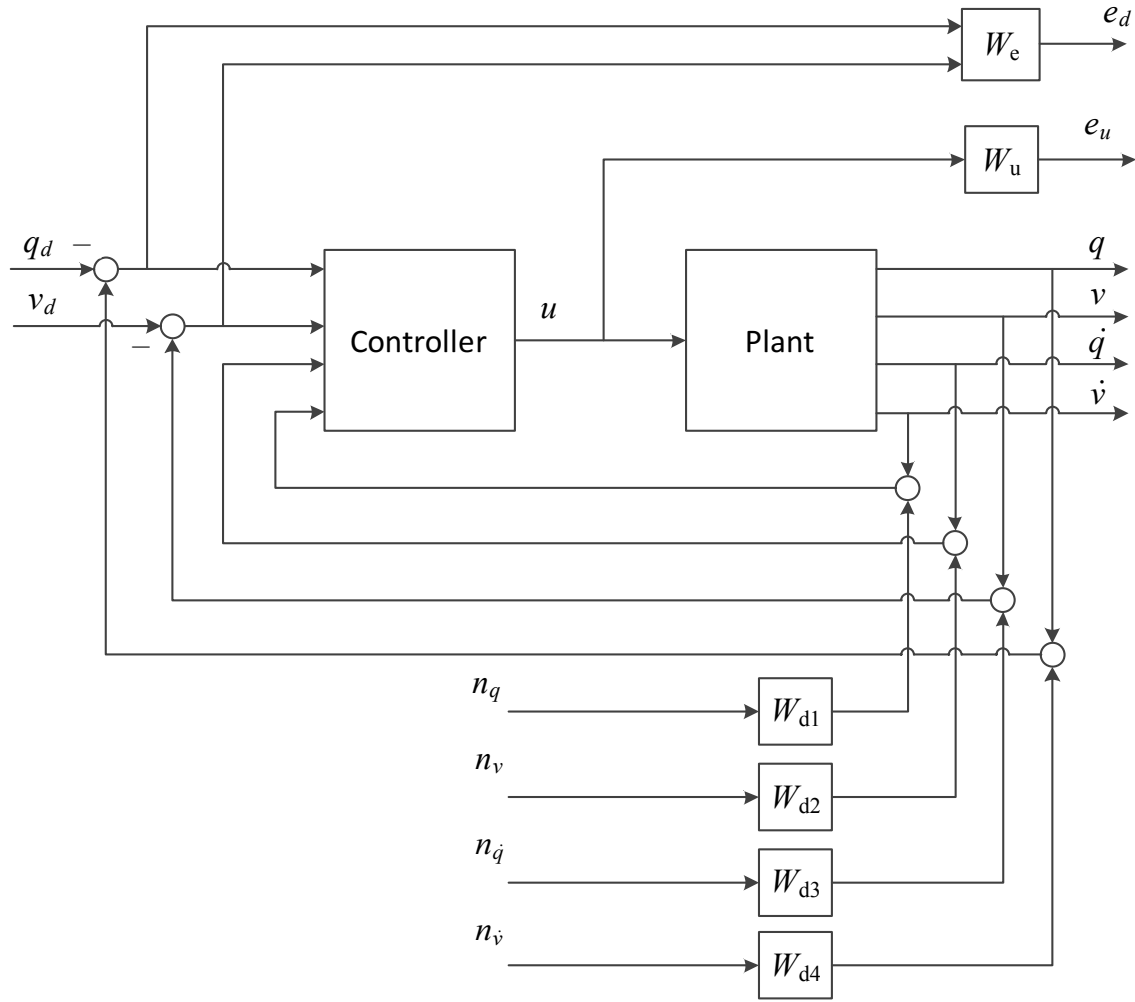 e_d
W_e
e_u
W_u
q_d −
q
v_d
v
−
u
Controller
Plant
q̇
v̇
n_q
W_d1
n_v
W_d2
n_q̇
W_d3
n_v̇
W_d4